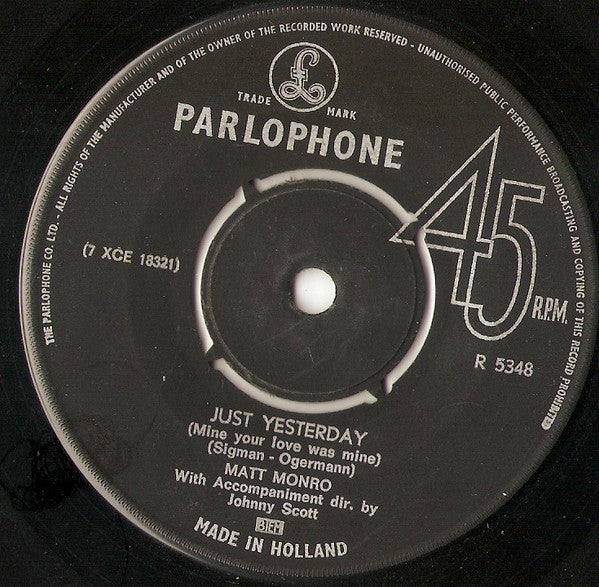 THE PARLOPHONE CO. LTD. - ALL RIGHTS OF THE MANUFACTURER AND OF THE OWNER OF THE RECORDED WORK RESERVED - UNAUTHORISED PUBLIC PERFORMANCE BROADCASTING AND COPYING OF THIS RECORD PROHIBITED
£
TRADE MARK
PARLOPHONE
45 R.P.M.
(7 XCE 18321)
R 5348
JUST YESTERDAY
(Mine your love was mine)
(Sigman - Ogermann)
MATT MONRO
With Accompaniment dir. by
Johnny Scott
BIEM
MADE IN HOLLAND